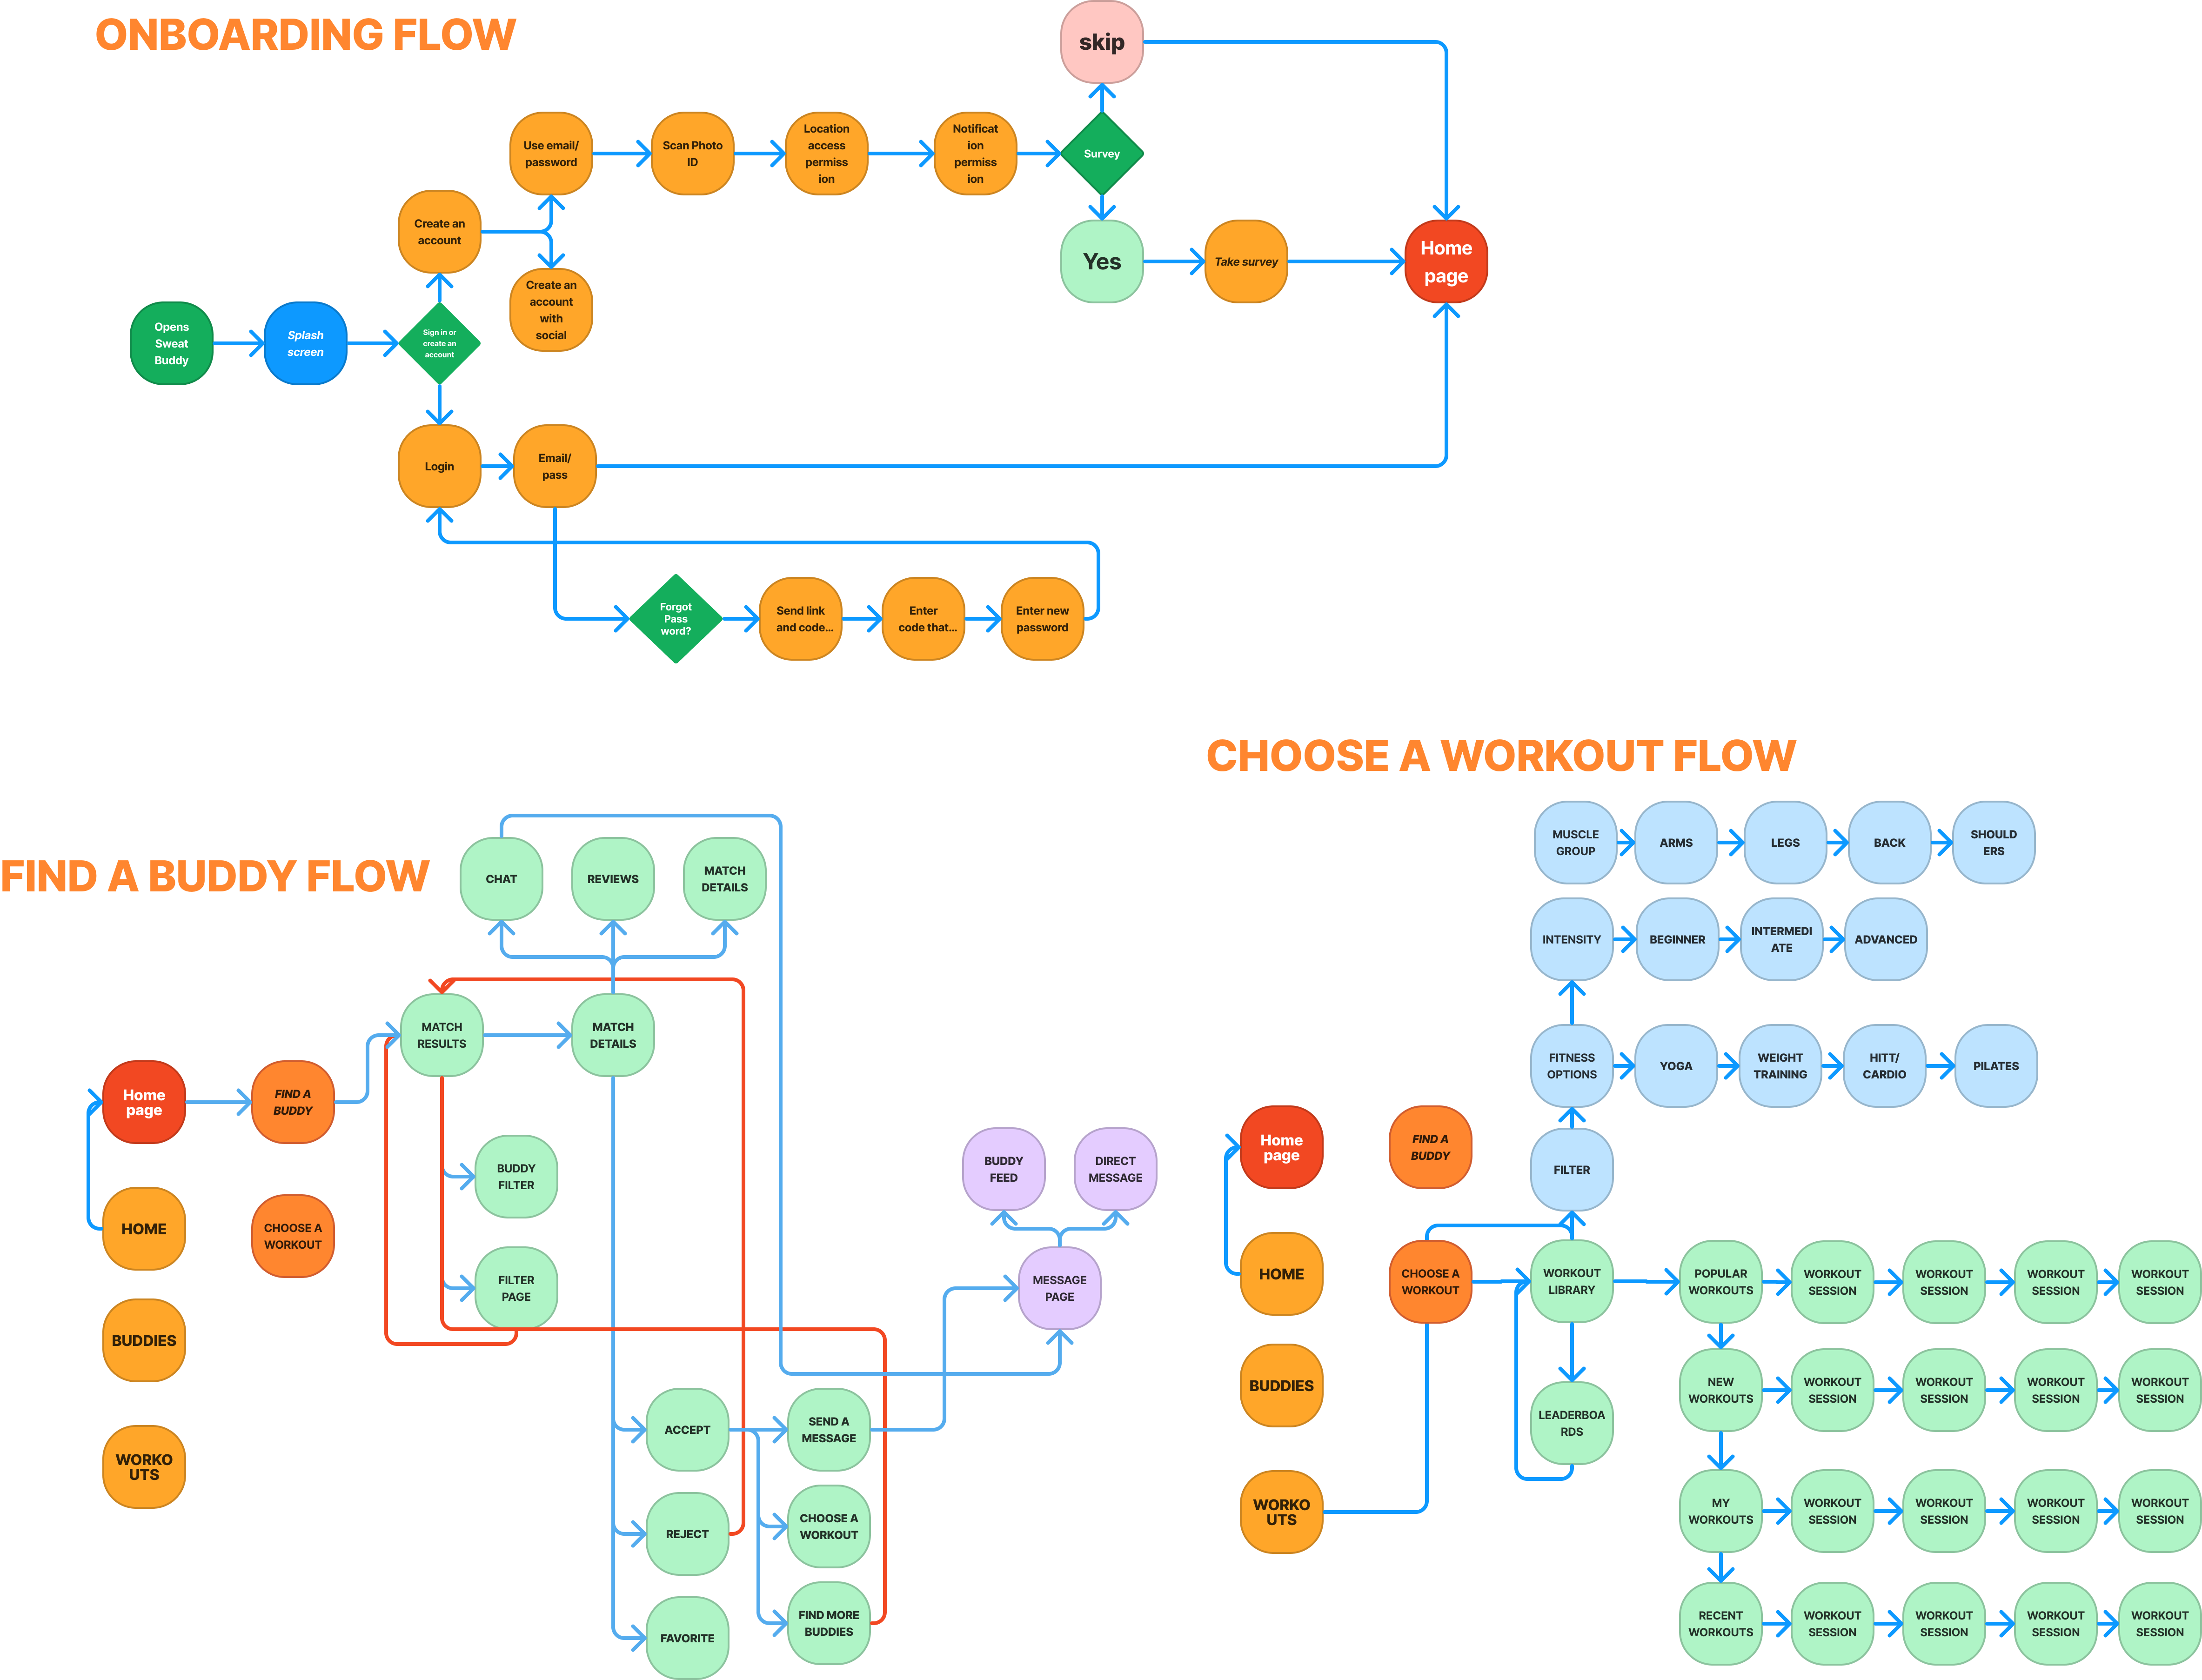 ONBOARDING FLOW
skip
Use email/
password
Scan Photo
ID
Location
access
permiss
ion
Notificat
ion
permiss
ion
Survey
Create an
account
Yes
Take survey
Home
page
Create an
account
with
social
Opens
Sweat
Buddy
Splash
screen
Sign in or
create an
account
Login
Email/
pass
Forgot
Pass
word?
Send link
and code...
Enter
code that...
Enter new
password
FIND A BUDDY FLOW
CHAT
REVIEWS
MATCH
DETAILS
MATCH
RESULTS
MATCH
DETAILS
Home
page
FIND A
BUDDY
BUDDY
FILTER
BUDDY
FEED
DIRECT
MESSAGE
HOME
CHOOSE A
WORKOUT
FILTER
PAGE
MESSAGE
PAGE
BUDDIES
ACCEPT
SEND A
MESSAGE
WORKO
UTS
REJECT
CHOOSE A
WORKOUT
FAVORITE
FIND MORE
BUDDIES
CHOOSE A WORKOUT FLOW
MUSCLE
GROUP
ARMS
LEGS
BACK
SHOULD
ERS
INTENSITY
BEGINNER
INTERMEDI
ATE
ADVANCED
FITNESS
OPTIONS
YOGA
WEIGHT
TRAINING
HITT/
CARDIO
PILATES
Home
page
FIND A
BUDDY
FILTER
HOME
CHOOSE A
WORKOUT
WORKOUT
LIBRARY
POPULAR
WORKOUTS
WORKOUT
SESSION
WORKOUT
SESSION
WORKOUT
SESSION
WORKOUT
SESSION
BUDDIES
LEADERBOA
RDS
NEW
WORKOUTS
WORKOUT
SESSION
WORKOUT
SESSION
WORKOUT
SESSION
WORKOUT
SESSION
WORKO
UTS
MY
WORKOUTS
WORKOUT
SESSION
WORKOUT
SESSION
WORKOUT
SESSION
WORKOUT
SESSION
RECENT
WORKOUTS
WORKOUT
SESSION
WORKOUT
SESSION
WORKOUT
SESSION
WORKOUT
SESSION